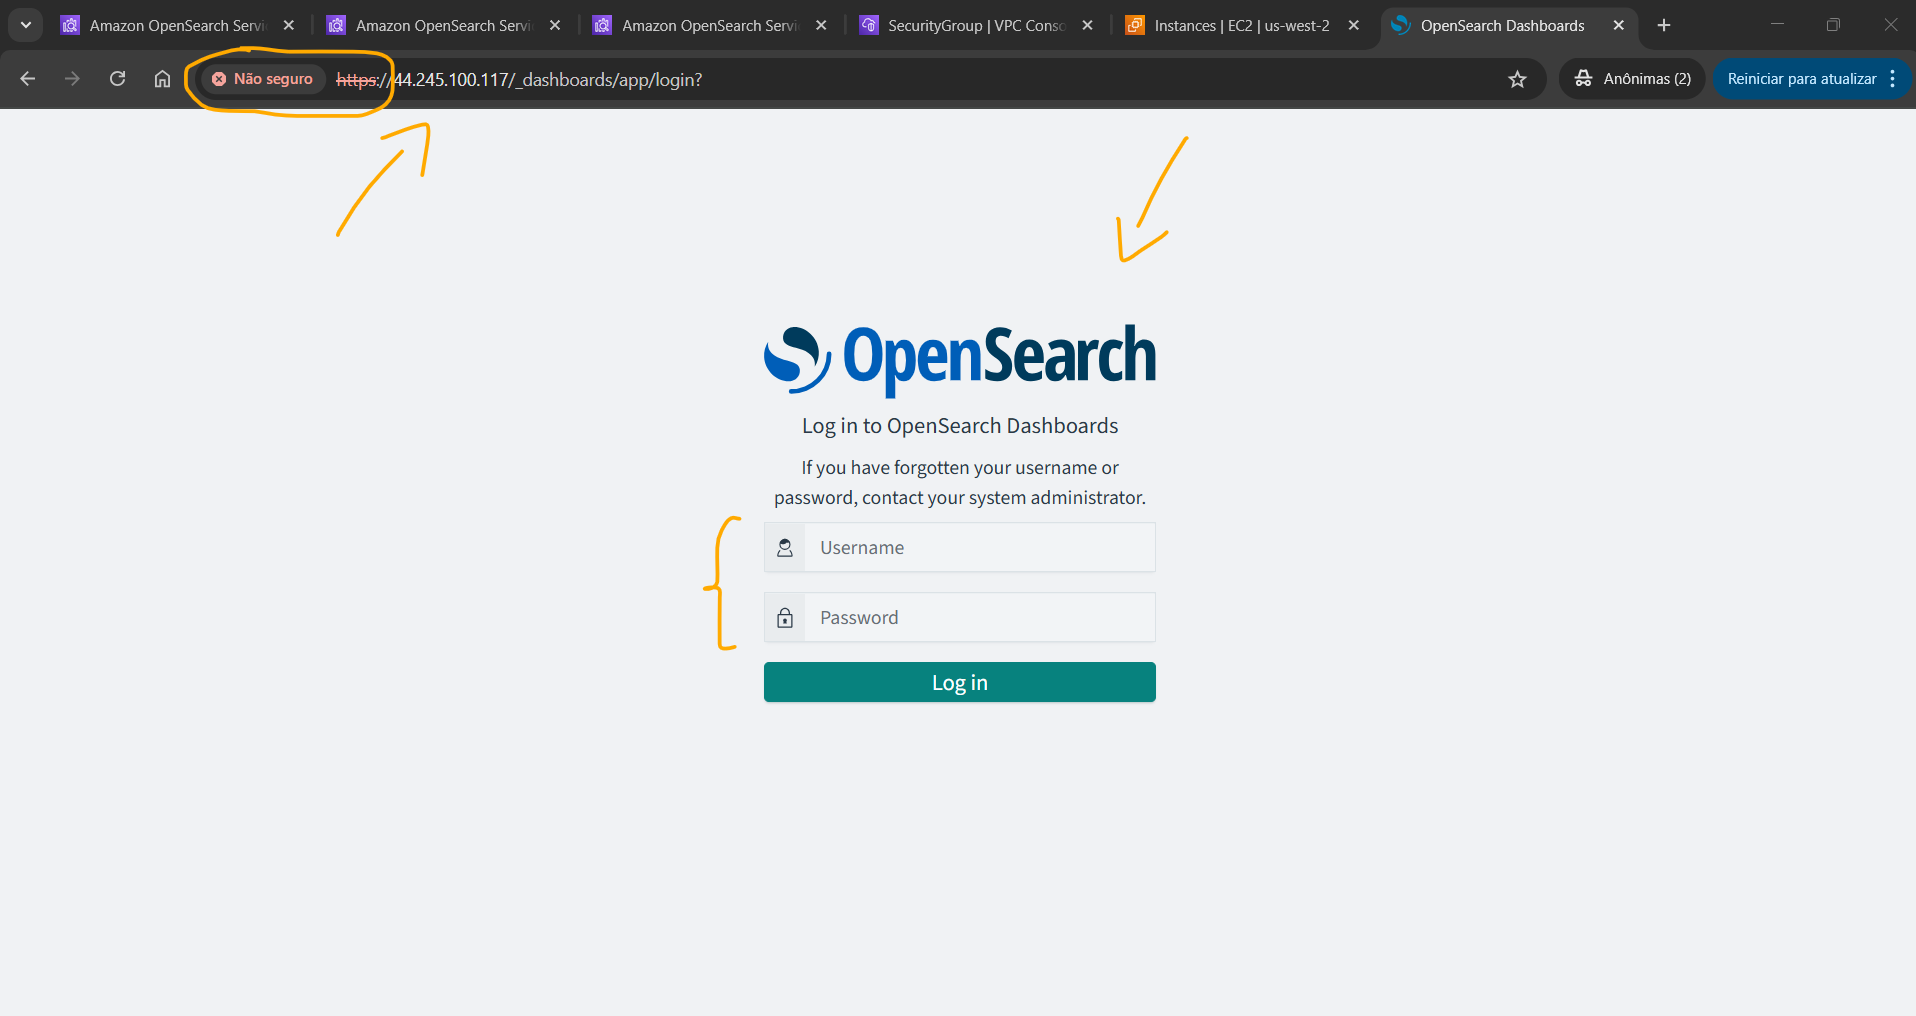 Amazon OpenSearch Servi
Amazon OpenSearch Servi
Amazon OpenSearch Servi
SecurityGroup | VPC Conso
Instances | EC2 | us-west-2
OpenSearch Dashboards
Não seguro
https://44.245.100.117/_dashboards/app/login?
Anônimas (2)
Reiniciar para atualizar
OpenSearch
Log in to OpenSearch Dashboards
If you have forgotten your username or
password, contact your system administrator.
Username
Password
Log in